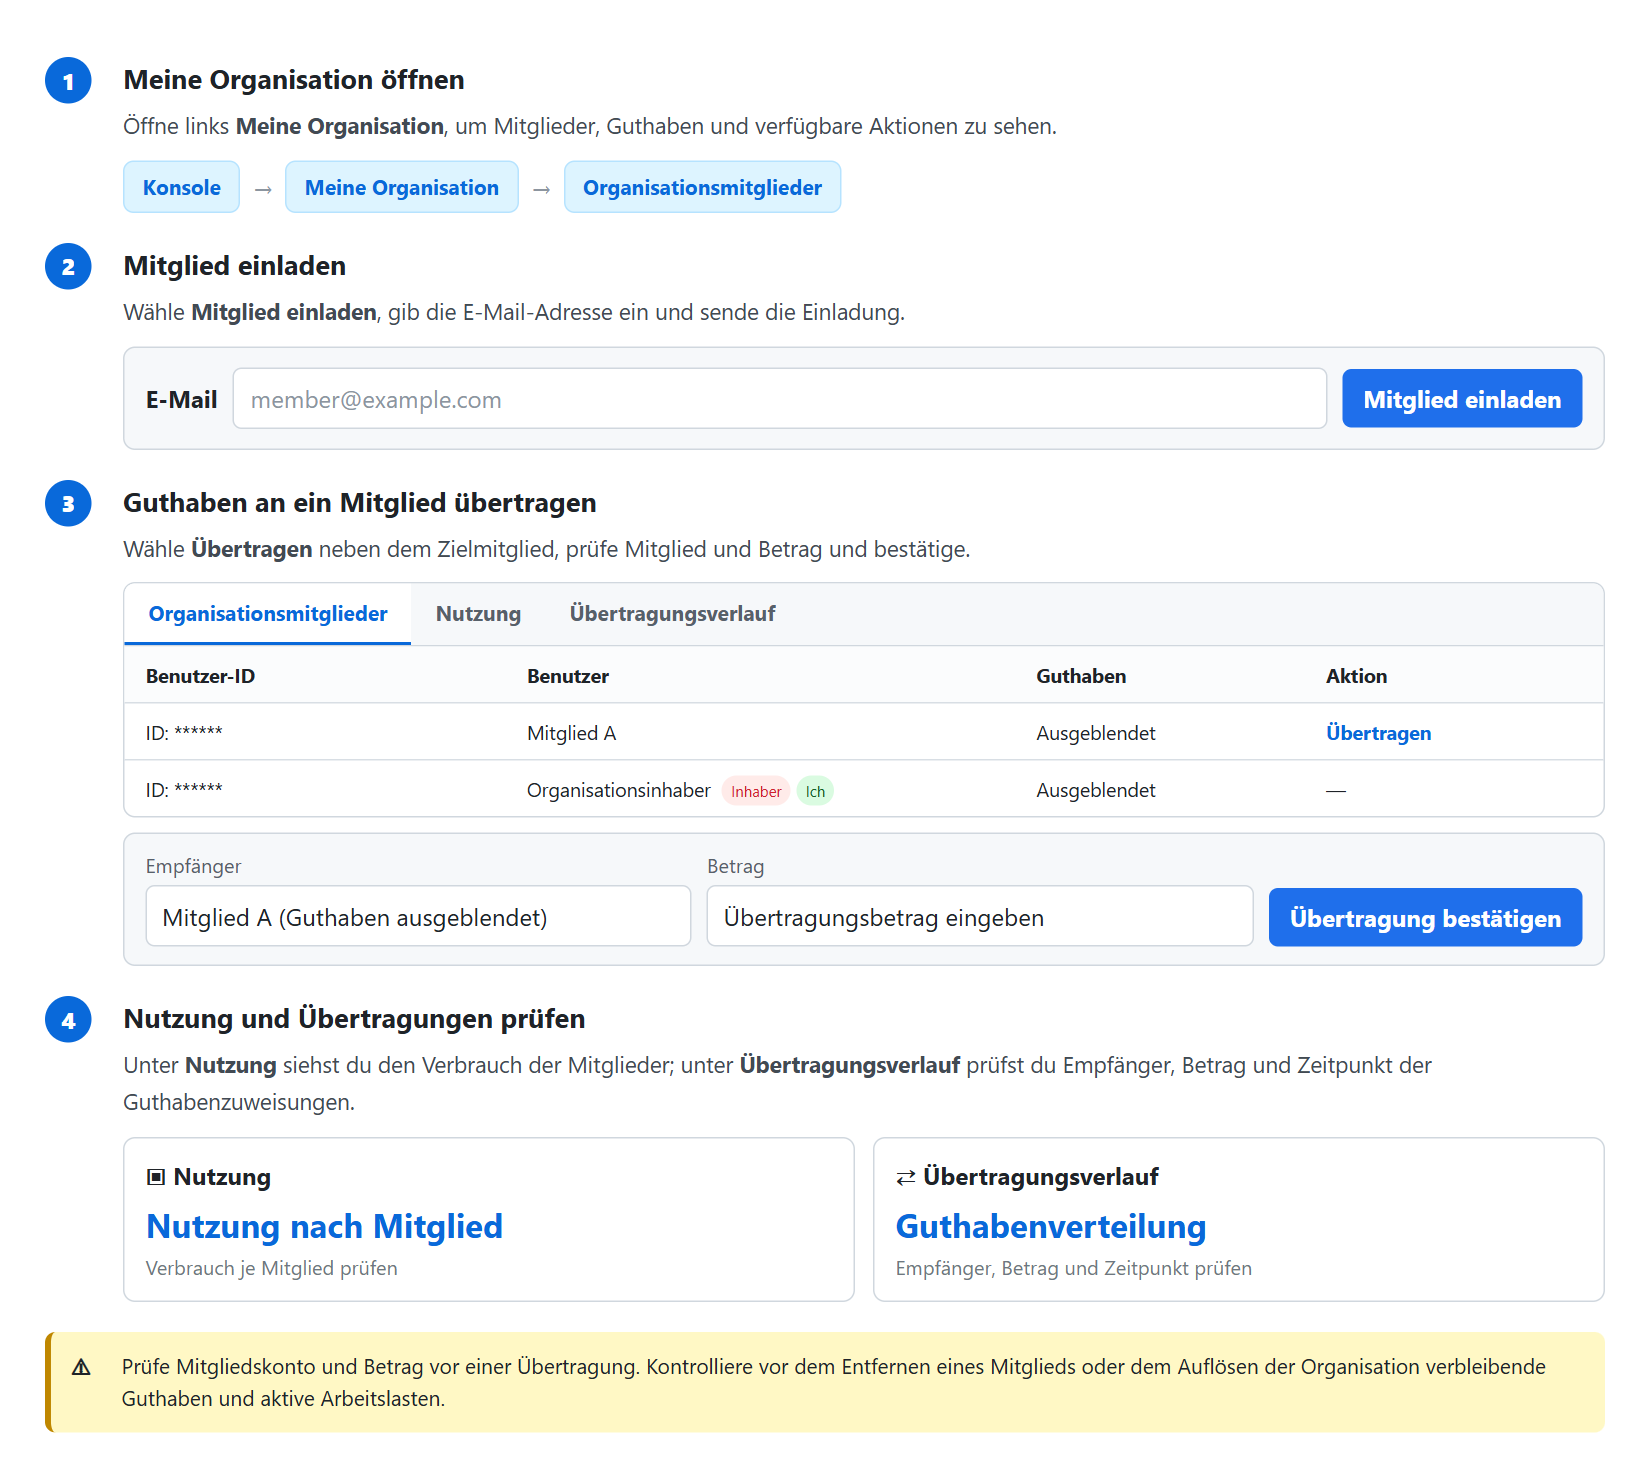 1 Meine Organisation öffnen
Öffne links Meine Organisation, um Mitglieder, Guthaben und verfügbare Aktionen zu sehen.
Konsole → Meine Organisation → Organisationsmitglieder
2 Mitglied einladen
Wähle Mitglied einladen, gib die E-Mail-Adresse ein und sende die Einladung.
E-Mail member@example.com Mitglied einladen
3 Guthaben an ein Mitglied übertragen
Wähle Übertragen neben dem Zielmitglied, prüfe Mitglied und Betrag und bestätige.
Organisationsmitglieder Nutzung Übertragungsverlauf
Benutzer-ID Benutzer Guthaben Aktion
ID: ****** Mitglied A Ausgeblendet Übertragen
ID: ****** Organisationsinhaber Inhaber Ich Ausgeblendet —
Empfänger Betrag
Mitglied A (Guthaben ausgeblendet) Übertragungsbetrag eingeben Übertragung bestätigen
4 Nutzung und Übertragungen prüfen
Unter Nutzung siehst du den Verbrauch der Mitglieder; unter Übertragungsverlauf prüfst du Empfänger, Betrag und Zeitpunkt der
Guthabenzuweisungen.
▣ Nutzung
Nutzung nach Mitglied
Verbrauch je Mitglied prüfen
⇄ Übertragungsverlauf
Guthabenverteilung
Empfänger, Betrag und Zeitpunkt prüfen
⚠ Prüfe Mitgliedskonto und Betrag vor einer Übertragung. Kontrolliere vor dem Entfernen eines Mitglieds oder dem Auflösen der Organisation verbleibende
Guthaben und aktive Arbeitslasten.